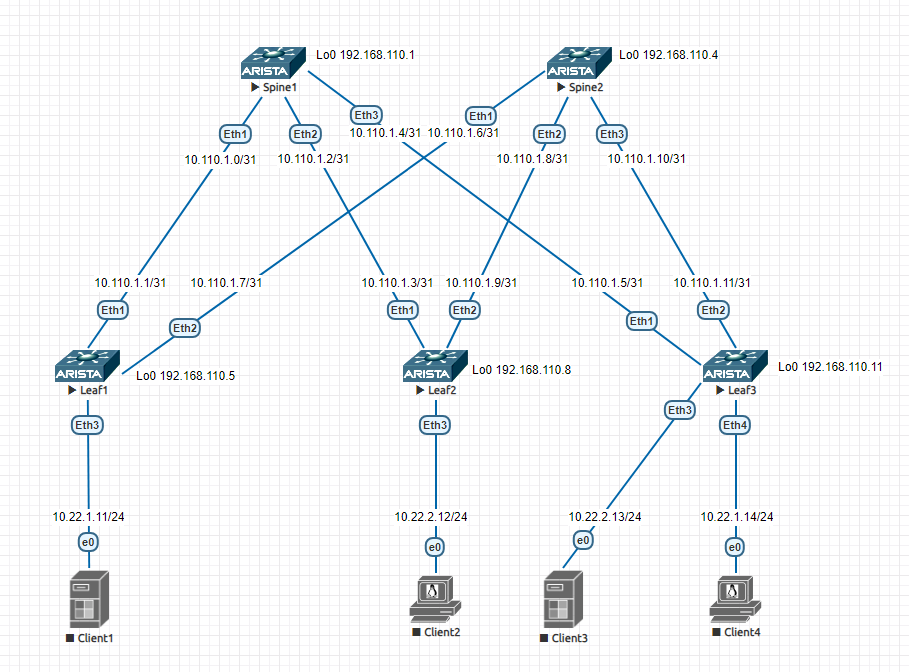 Lo0 192.168.110.1
Lo0 192.168.110.4
ARISTA
ARISTA
Spine1
Spine2
Eth3
Eth1
Eth1
Eth2
Eth2
Eth3
10.110.1.4/31
10.110.1.6/31
10.110.1.0/31
10.110.1.2/31
10.110.1.8/31
10.110.1.10/31
10.110.1.1/31
10.110.1.7/31
10.110.1.3/31
10.110.1.9/31
10.110.1.5/31
10.110.1.11/31
Eth1
Eth2
Eth1
Eth2
Eth1
Eth2
ARISTA
Lo0 192.168.110.5
ARISTA
Lo0 192.168.110.8
ARISTA
Lo0 192.168.110.11
Leaf1
Leaf2
Leaf3
Eth3
Eth3
Eth3
Eth4
10.22.1.11/24
10.22.2.12/24
10.22.2.13/24
10.22.1.14/24
e0
e0
e0
e0
Client1
Client2
Client3
Client4